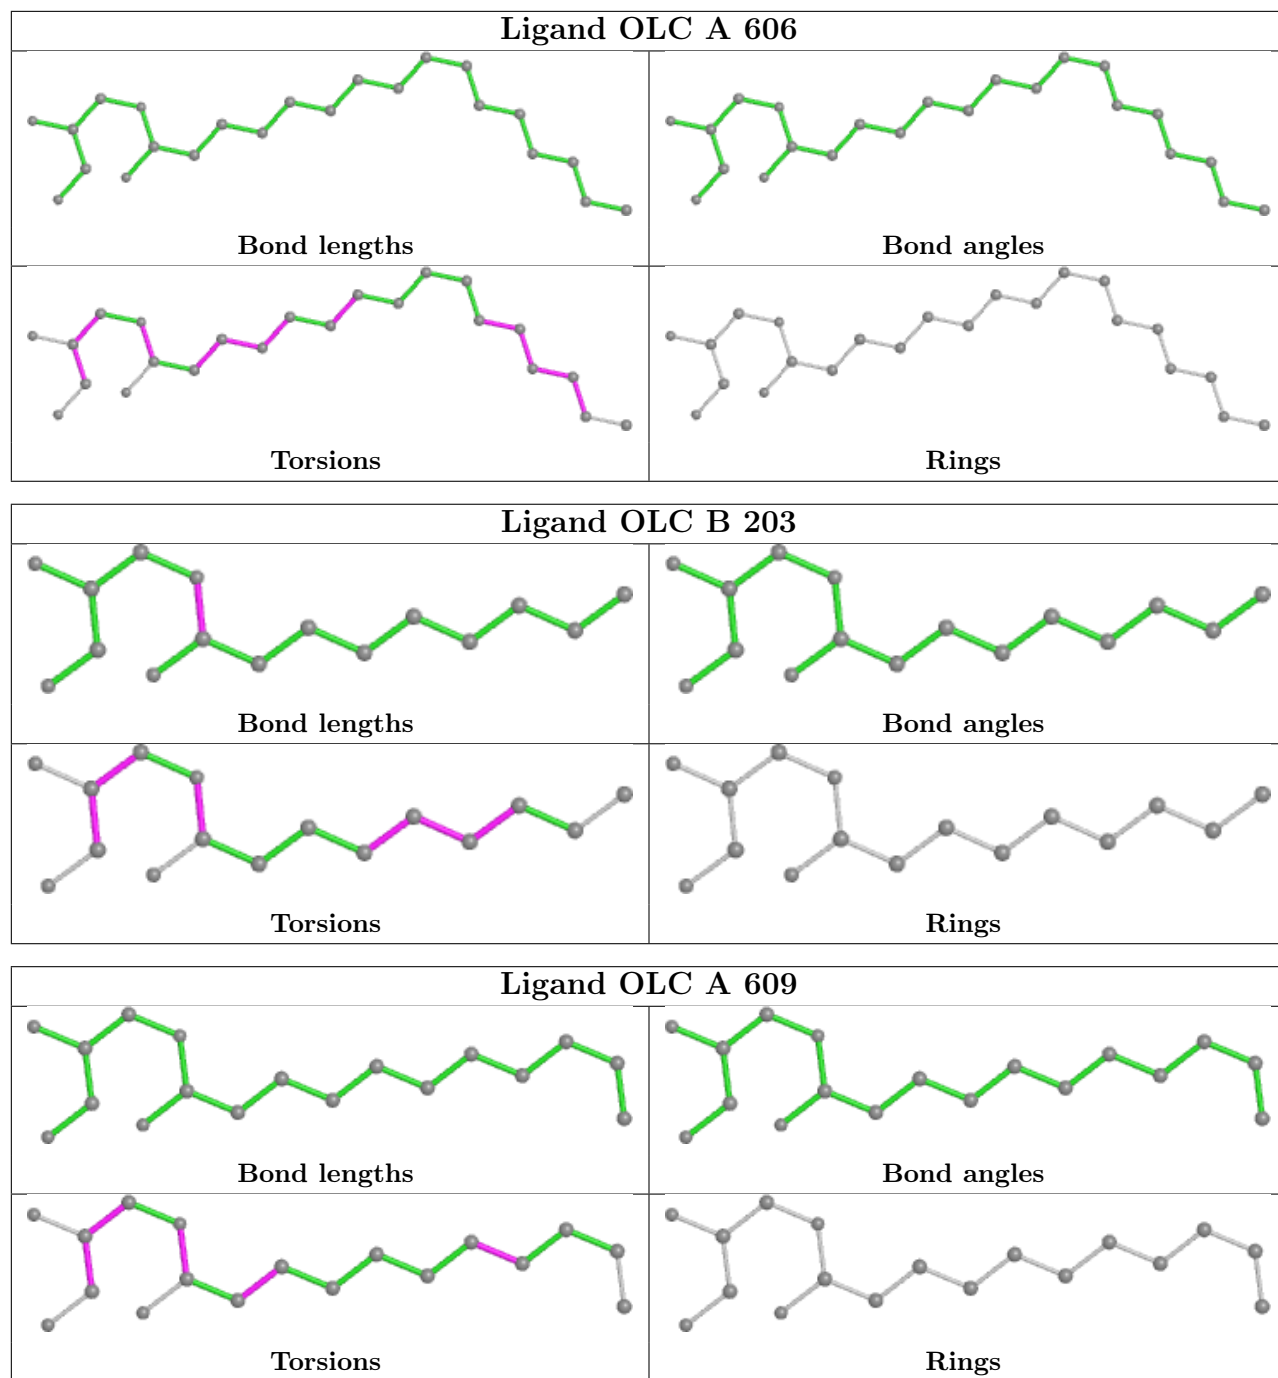 Ligand OLC A 606
Bond lengths
Bond angles
Torsions
Rings
Ligand OLC B 203
Bond lengths
Bond angles
Torsions
Rings
Ligand OLC A 609
Bond lengths
Bond angles
Torsions
Rings